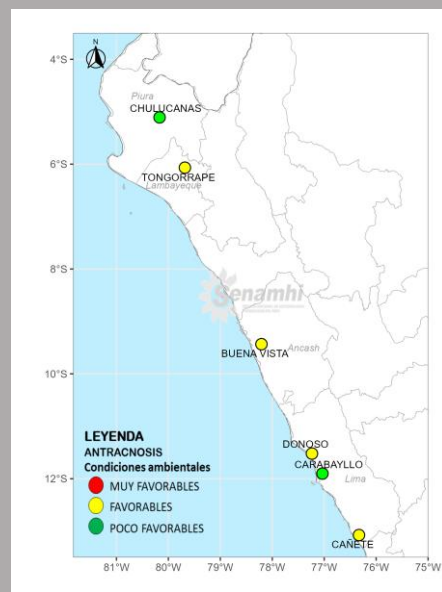 N
4°S
6°S
8°S
10°S
12°S
Piura
CHULUCANAS
TONGORRAPE
Lambayeque
Senamhi
BUENA VISTA
Ancash
DONOSO
CARABAYLLO
Lima
CAÑETE
LEYENDA
ANTRACNOSIS
Condiciones ambientales
MUY FAVORABLES
FAVORABLES
POCO FAVORABLES
81°W 80°W 79°W 78°W 77°W 76°W 75°W